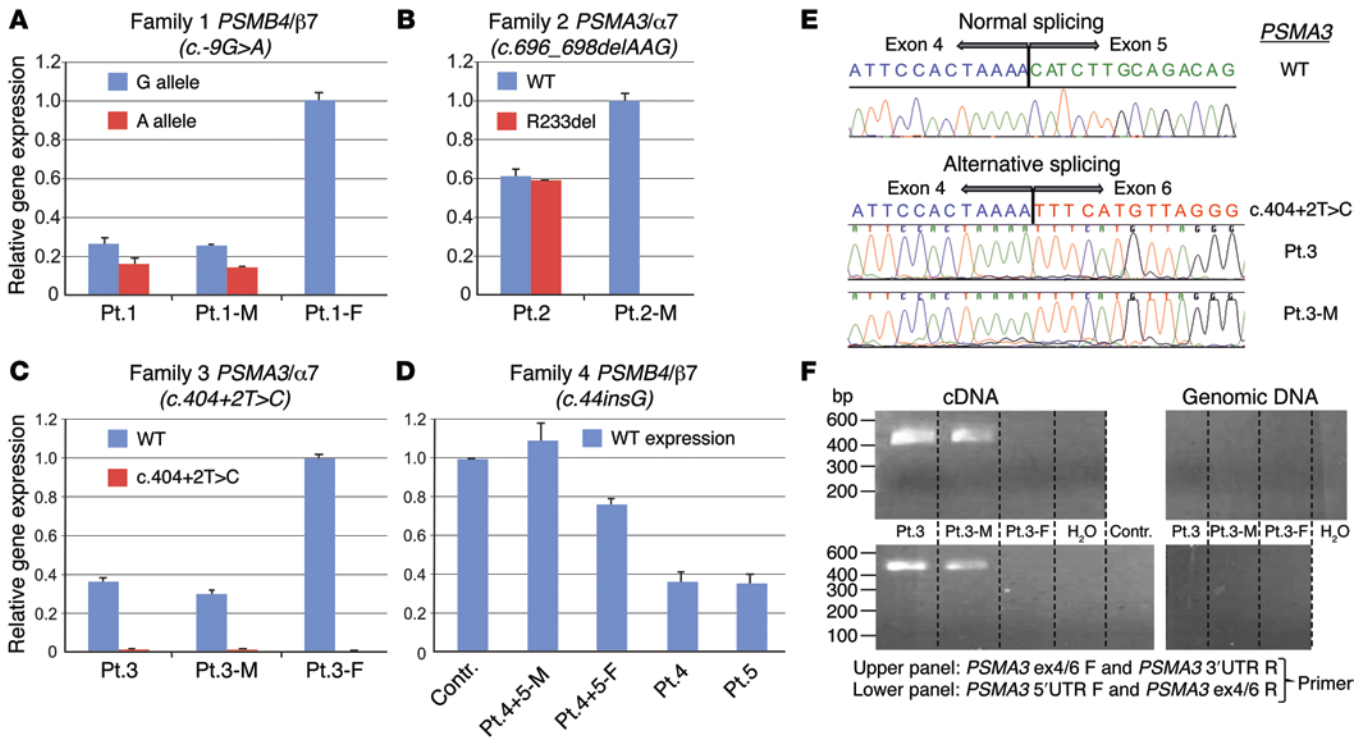 A
Family 1 PSMB4/β7
(c.-9G>A)
Relative gene expression
1.2
1.0
0.8
0.6
0.4
0.2
0
G allele
A allele
Pt.1
Pt.1-M
Pt.1-F
B
Family 2 PSMA3/α7
(c.696_698delAAG)
1.2
1.0
0.8
0.6
0.4
0.2
0
WT
R233del
Pt.2
Pt.2-M
C
Family 3 PSMA3/α7
(c.404+2T>C)
Relative gene expression
1.2
1.0
0.8
0.6
0.4
0.2
0
WT
c.404+2T>C
Pt.3
Pt.3-M
Pt.3-F
D
Family 4 PSMB4/β7
(c.44insG)
1.2
1.0
0.8
0.6
0.4
0.2
0
WT expression
Contr.
Pt.4+5-M
Pt.4+5-F
Pt.4
Pt.5
E
Normal splicing
PSMA3
Exon 4
Exon 5
ATTCCACTAAAACATCTTGCAGACAG
WT
Alternative splicing
Exon 4
Exon 6
ATTCCACTAAAATTTCATGTTAGGG
c.404+2T>C
ATTCCACTAAAATTTCATGTTAGGG
Pt.3
ATTCCACTAAAATTTCATGTTAGGG
Pt.3-M
F
bp
cDNA
Genomic DNA
600
400
300
200
Pt.3 Pt.3-M Pt.3-F H2O Contr.
Pt.3 Pt.3-M Pt.3-F H2O
600
400
300
200
100
Upper panel: PSMA3 ex4/6 F and PSMA3 3'UTR R
Lower panel: PSMA3 5'UTR F and PSMA3 ex4/6 R
Primer